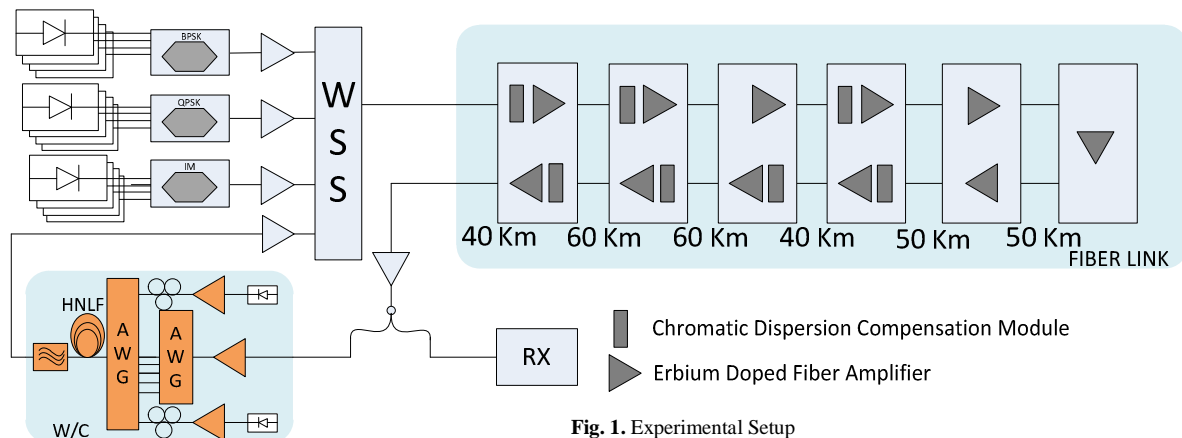 BPSK
QPSK
IM
W
S
S
40 Km 60 Km 60 Km 40 Km 50 Km 50 Km
FIBER LINK
HNLF
A
W
G
A
W
G
W/C
RX
Chromatic Dispersion Compensation Module
Erbium Doped Fiber Amplifier
Fig. 1. Experimental Setup